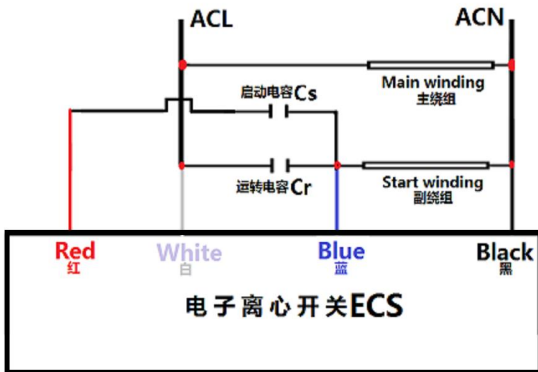 ACL
ACN
Main winding
主绕组
启动电容Cs
运转电容Cr
Start winding
副绕组
Red
红
White
白
Blue
蓝
Black
黑
电子离心开关ECS